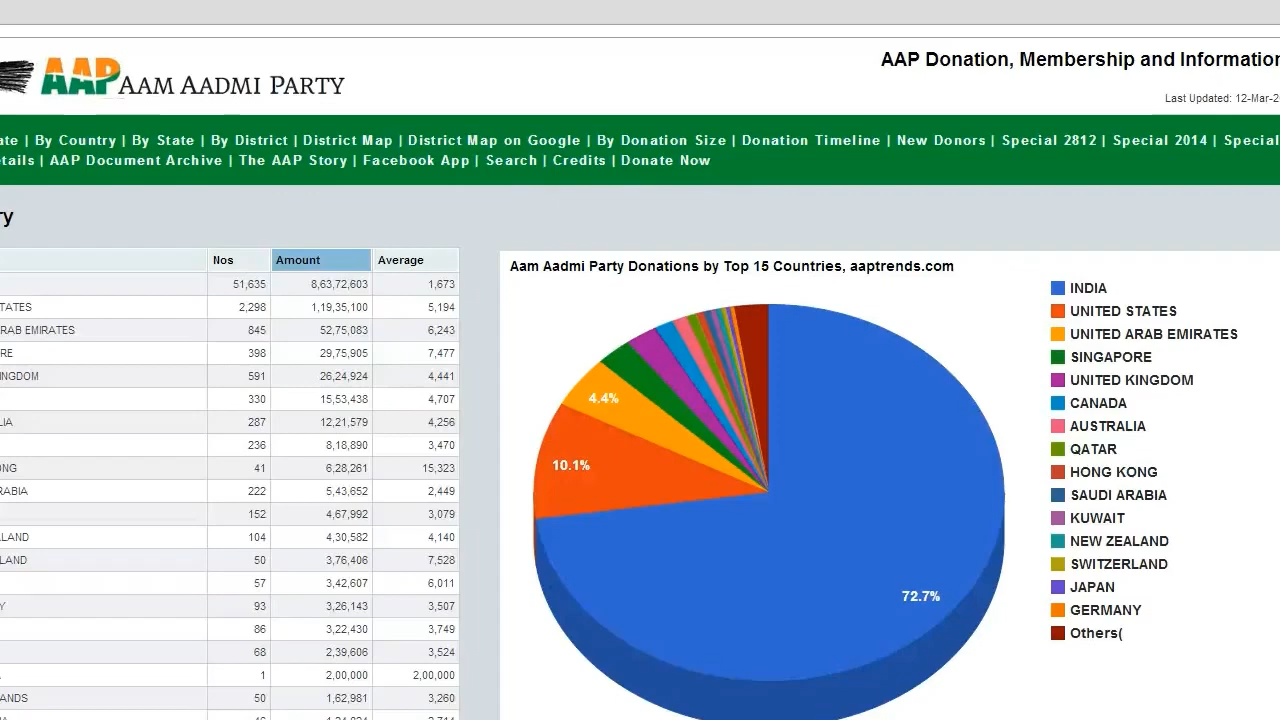 AAP AAM AADMI PARTY
AAP Donation, Membership and Information
Last Updated: 12-Mar-2
ate | By Country | By State | By District | District Map | District Map on Google | By Donation Size | Donation Timeline | New Donors | Special 2812 | Special 2014 | Special
etails | AAP Document Archive | The AAP Story | Facebook App | Search | Credits | Donate Now
ry
Nos Amount Average
51,635 8,63,72,603 1,673
TATES 2,298 1,19,35,100 5,194
RAB EMIRATES 845 52,75,083 6,243
RE 398 29,75,905 7,477
NGDOM 591 26,24,924 4,441
330 15,53,438 4,707
LIA 287 12,21,579 4,256
236 8,18,890 3,470
ONG 41 6,28,261 15,323
RABIA 222 5,43,652 2,449
152 4,67,992 3,079
LAND 104 4,30,582 4,140
LAND 50 3,76,406 7,528
57 3,42,607 6,011
Y 93 3,26,143 3,507
86 3,22,430 3,749
68 2,39,606 3,524
1 2,00,000 2,00,000
ANDS 50 1,62,981 3,260
Aam Aadmi Party Donations by Top 15 Countries, aaptrends.com
4.4%
10.1%
72.7%
INDIA
UNITED STATES
UNITED ARAB EMIRATES
SINGAPORE
UNITED KINGDOM
CANADA
AUSTRALIA
QATAR
HONG KONG
SAUDI ARABIA
KUWAIT
NEW ZEALAND
SWITZERLAND
JAPAN
GERMANY
Others(